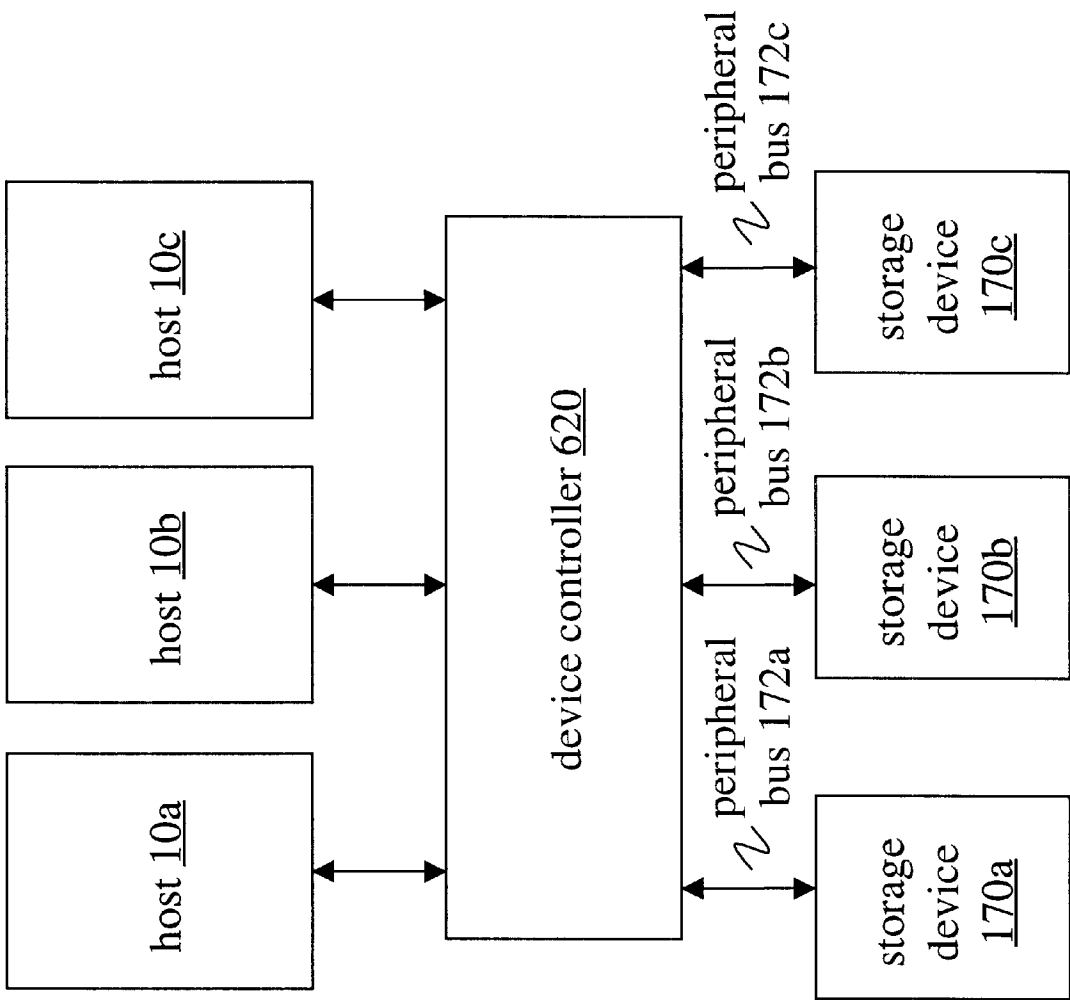 host 10a
host 10b
host 10c
device controller 620
peripheral
bus 172a
peripheral
bus 172b
peripheral
bus 172c
storage
device
170a
storage
device
170b
storage
device
170c